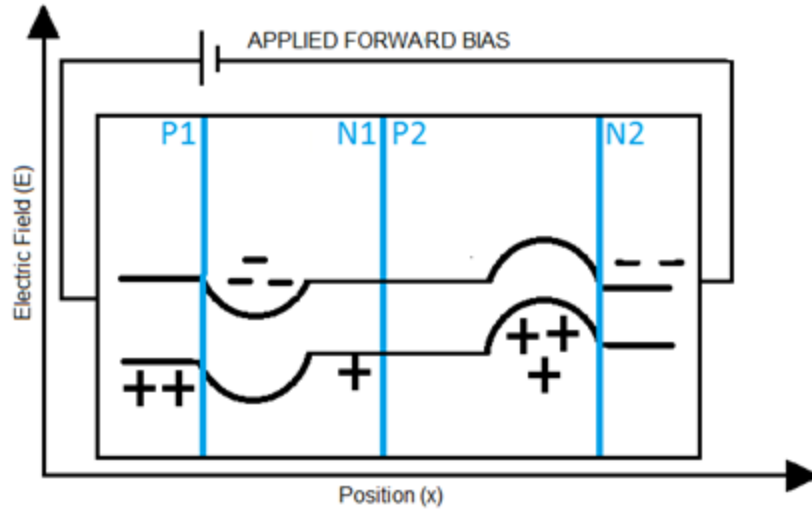 APPLIED FORWARD BIAS
P1 N1 P2 N2
Electric Field (E)
Position (x)